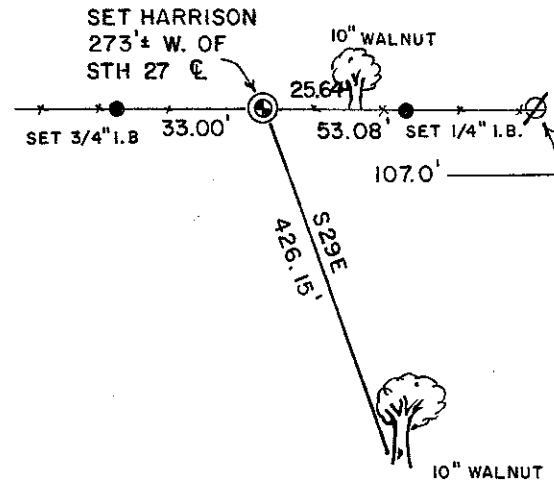 SET HARRISON
273'± W. OF
STH 27 ℄
10" WALNUT
25.64'
SET 3/4" I.B
33.00'
53.08'
SET 1/4" I.B.
107.0'
S29E
426.15'
10" WALNUT